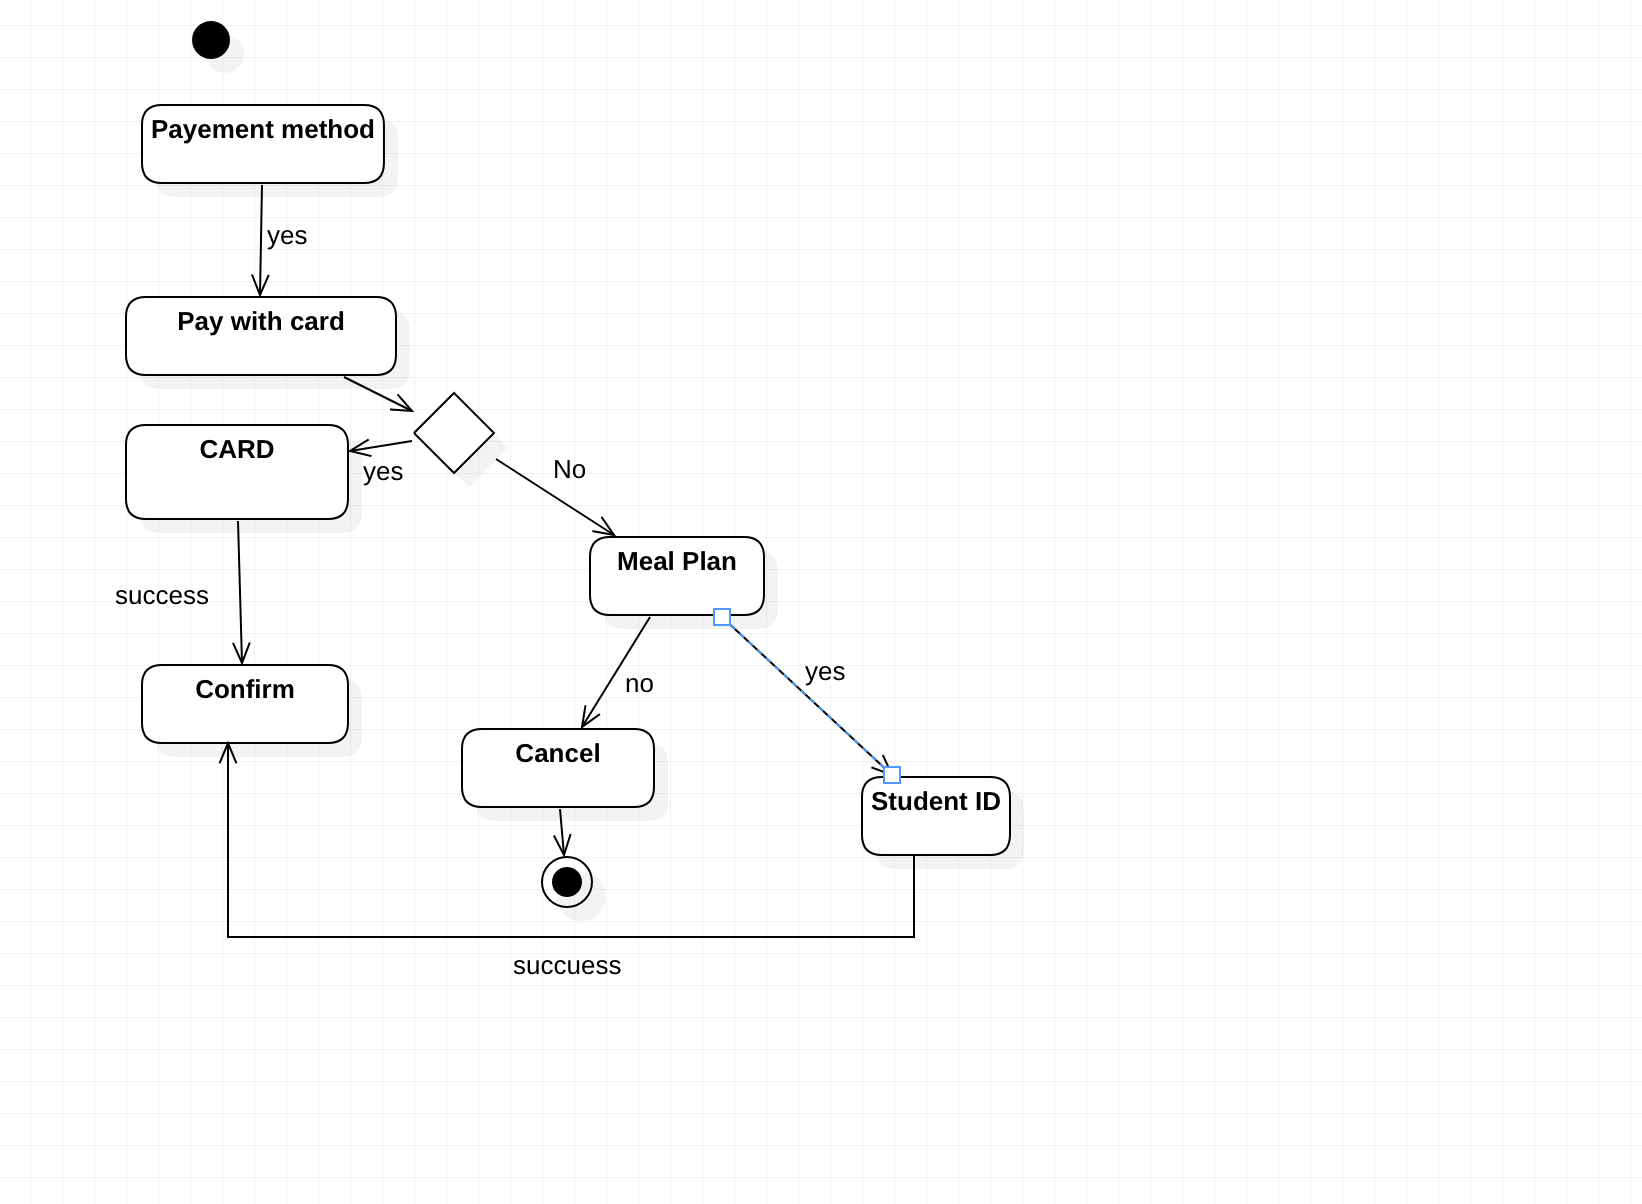 Payement method
yes
Pay with card
CARD
yes
No
Meal Plan
success
yes
no
Confirm
Cancel
Student ID
succuess